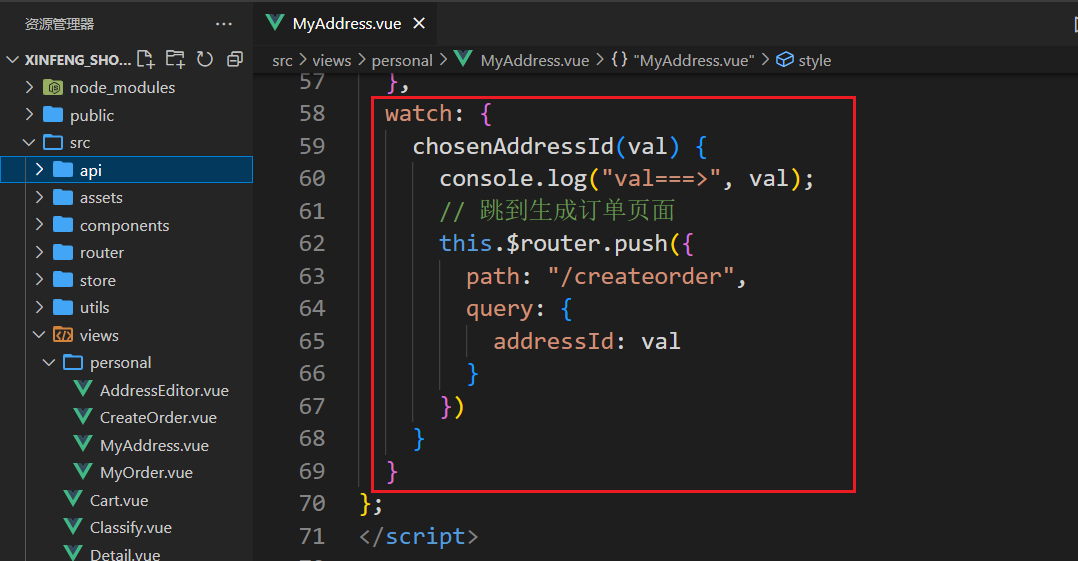 资源管理器
XINFENG_SHO...
node_modules
public
src
api
assets
components
router
store
utils
views
personal
AddressEditor.vue
CreateOrder.vue
MyAddress.vue
MyOrder.vue
Cart.vue
Classify.vue
Detail.vue
MyAddress.vue
src > views > personal > MyAddress.vue > {} "MyAddress.vue" > style
57 },
58 watch: {
59 chosenAddressId(val) {
60 console.log("val===>", val);
61 // 跳到生成订单页面
62 this.$router.push({
63 path: "/createorder",
64 query: {
65 addressId: val
66 }
67 })
68 }
69 }
70 };
71 </script>